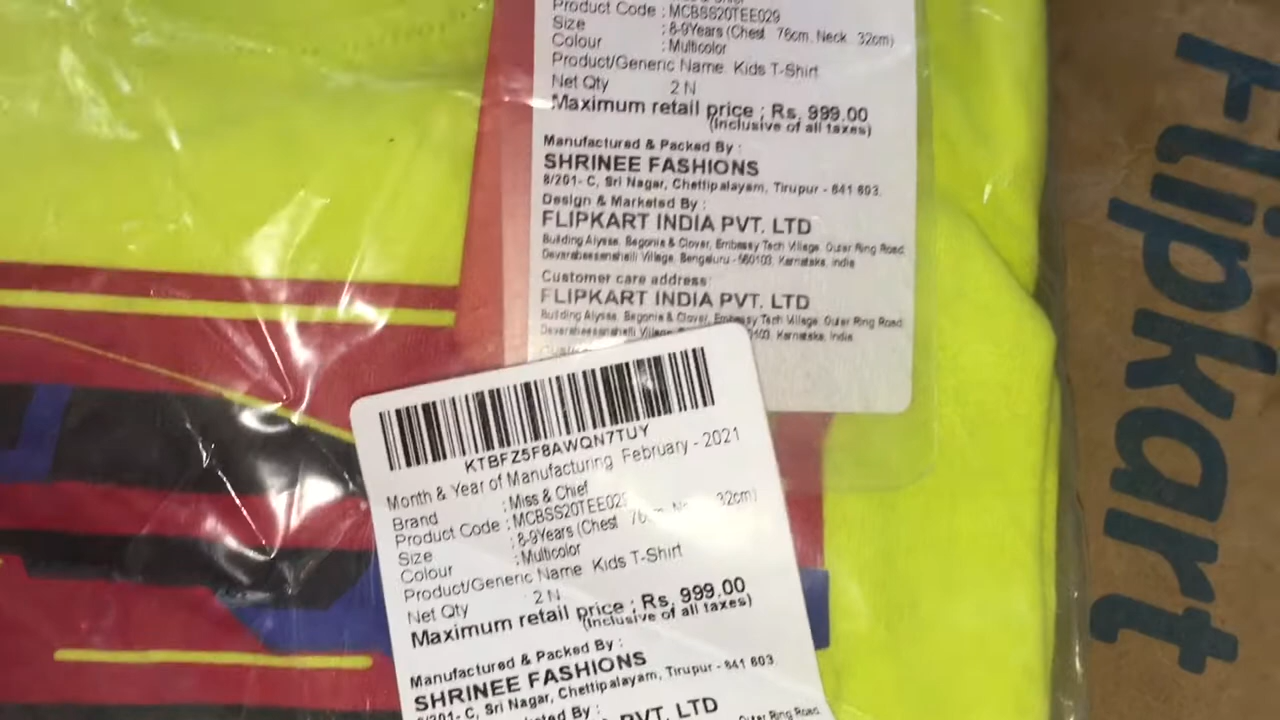 Product Code : MCBSS20TEE029
Size : 8-9Years (Chest 76cm, Neck 32cm)
Colour : Multicolor
Product/Generic Name Kids T-Shirt
Net Qty 2 N
Maximum retail price : Rs. 999.00
(Inclusive of all taxes)
Manufactured & Packed By :
SHRINEE FASHIONS
8/201- C, Sri Nagar, Chettipalayam, Tirupur - 641 603.
Design & Marketed By :
FLIPKART INDIA PVT. LTD
Building Alyssa, Begonia & Clover, Embassy Tech Village, Outer Ring Road,
Devarabeesanahalli Village, Bengaluru - 560103, Karnataka, India
Customer care address:
FLIPKART INDIA PVT. LTD
Building Alyssa, Begonia & Clover, Embassy Tech Village, Outer Ring Road,
Devarabeesanahalli Village, Karnataka, India
KTBFZ5F8AWQN7TUY
Month & Year of Manufacturing February - 2021
Brand : Miss & Chief
Product Code : MCBSS20TEE029
Size : 8-9Years (Chest 32cm)
Colour : Multicolor
Product/Generic Name Kids T-Shirt
Net Qty 2 N
Maximum retail price : Rs. 999.00
(Inclusive of all taxes)
Manufactured & Packed By :
SHRINEE FASHIONS
8/201- C, Sri Nagar, Chettipalayam, Tirupur - 641 603.
PVT. LTD
Outer Ring Road,
Flipkart